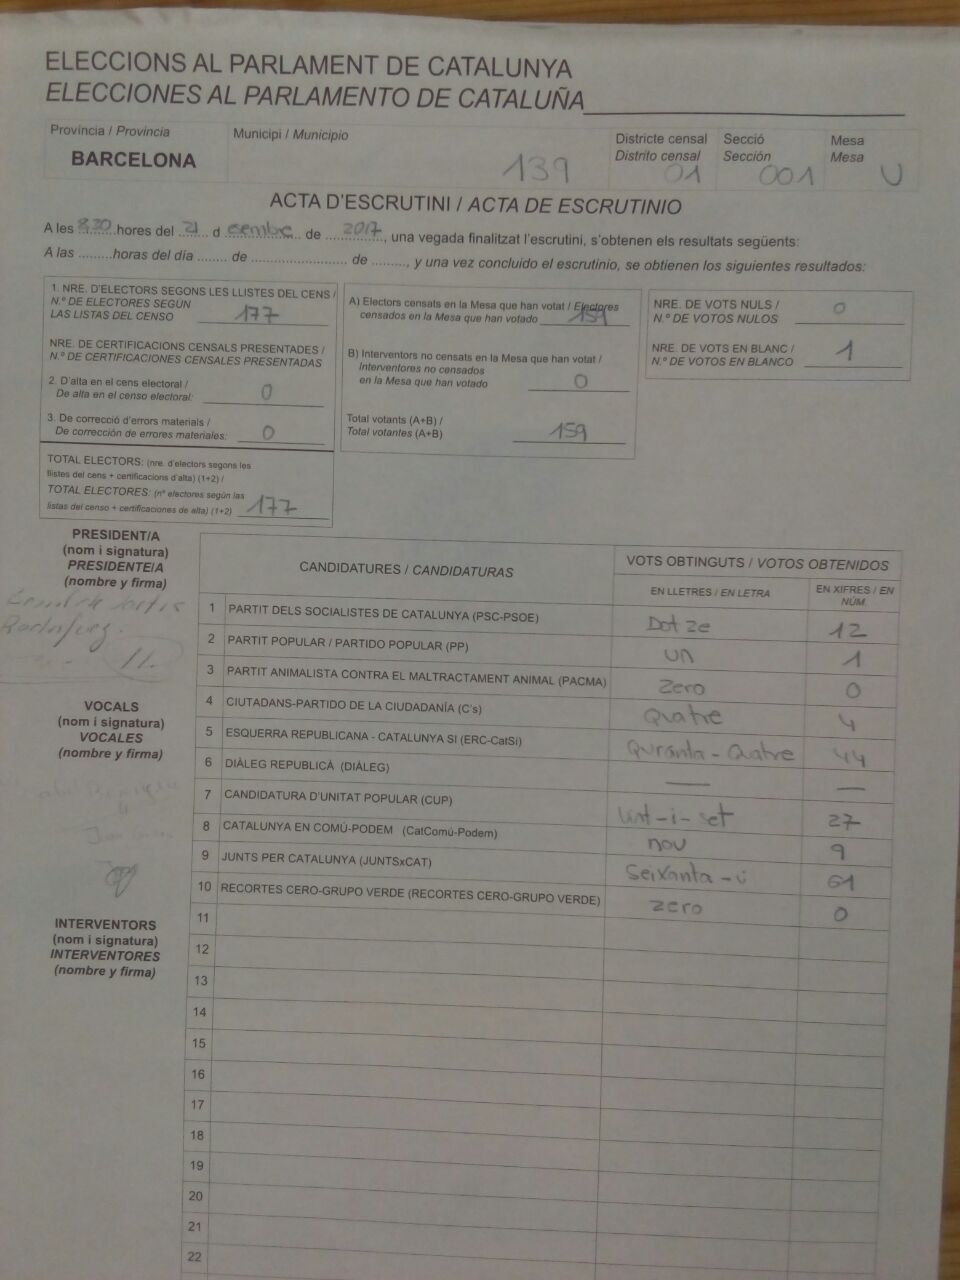 ELECCIONS AL PARLAMENT DE CATALUNYA
ELECCIONES AL PARLAMENTO DE CATALUÑA
Província / Provincia
BARCELONA
Municipi / Municipio
139
Districte censal
Distrito censal
01
Secció
Sección
001
Mesa
Mesa
U
ACTA D'ESCRUTINI / ACTA DE ESCRUTINIO
A les 8.30 hores del 21 d esembre de 2017, una vegada finalitzat l'escrutini, s'obtenen els resultats següents:
A las .........horas del día ........ de ........................ de ........., y una vez concluido el escrutinio, se obtienen los siguientes resultados:
1. NRE. D'ELECTORS SEGONS LES LLISTES DEL CENS /
N.º DE ELECTORES SEGÚN
LAS LISTAS DEL CENSO 177
NRE. DE CERTIFICACIONS CENSALS PRESENTADES /
N.º DE CERTIFICACIONES CENSALES PRESENTADAS
2. D'alta en el cens electoral /
De alta en el censo electoral: 0
3. De correcció d'errors materials /
De corrección de errores materiales: 0
TOTAL ELECTORS: (nre. d'electors segons les
llistes del cens + certificacions d'alta) (1+2) /
TOTAL ELECTORES: (nº electores según las
listas del censo + certificaciones de alta) (1+2) 177
A) Electors censats en la Mesa que han votat / Electores
censados en la Mesa que han votado 159
B) Interventors no censats en la Mesa que han votat /
Interventores no censados
en la Mesa que han votado 0
Total votants (A+B) /
Total votantes (A+B) 159
NRE. DE VOTS NULS /
N.º DE VOTOS NULOS 0
NRE. DE VOTS EN BLANC /
N.º DE VOTOS EN BLANCO 1
PRESIDENT/A
(nom i signatura)
PRESIDENTE/A
(nombre y firma)
VOCALS
(nom i signatura)
VOCALES
(nombre y firma)
INTERVENTORS
(nom i signatura)
INTERVENTORES
(nombre y firma)
CANDIDATURES / CANDIDATURAS
VOTS OBTINGUTS / VOTOS OBTENIDOS
EN LLETRES / EN LETRA
EN XIFRES / EN NÚM.
1 PARTIT DELS SOCIALISTES DE CATALUNYA (PSC-PSOE) Dotze 12
2 PARTIT POPULAR / PARTIDO POPULAR (PP) un 1
3 PARTIT ANIMALISTA CONTRA EL MALTRACTAMENT ANIMAL (PACMA) Zero 0
4 CIUTADANS-PARTIDO DE LA CIUDADANÍA (C's) Quatre 4
5 ESQUERRA REPUBLICANA - CATALUNYA SI (ERC-CatSí) Quranta-Quatre 44
6 DIÀLEG REPUBLICÀ (DIÀLEG) — —
7 CANDIDATURA D'UNITAT POPULAR (CUP) Vint-i-set 27
8 CATALUNYA EN COMÚ-PODEM (CatComú-Podem) nou 9
9 JUNTS PER CATALUNYA (JUNTSxCAT) Seixanta-ú 61
10 RECORTES CERO-GRUPO VERDE (RECORTES CERO-GRUPO VERDE) zero 0
11
12
13
14
15
16
17
18
19
20
21
22